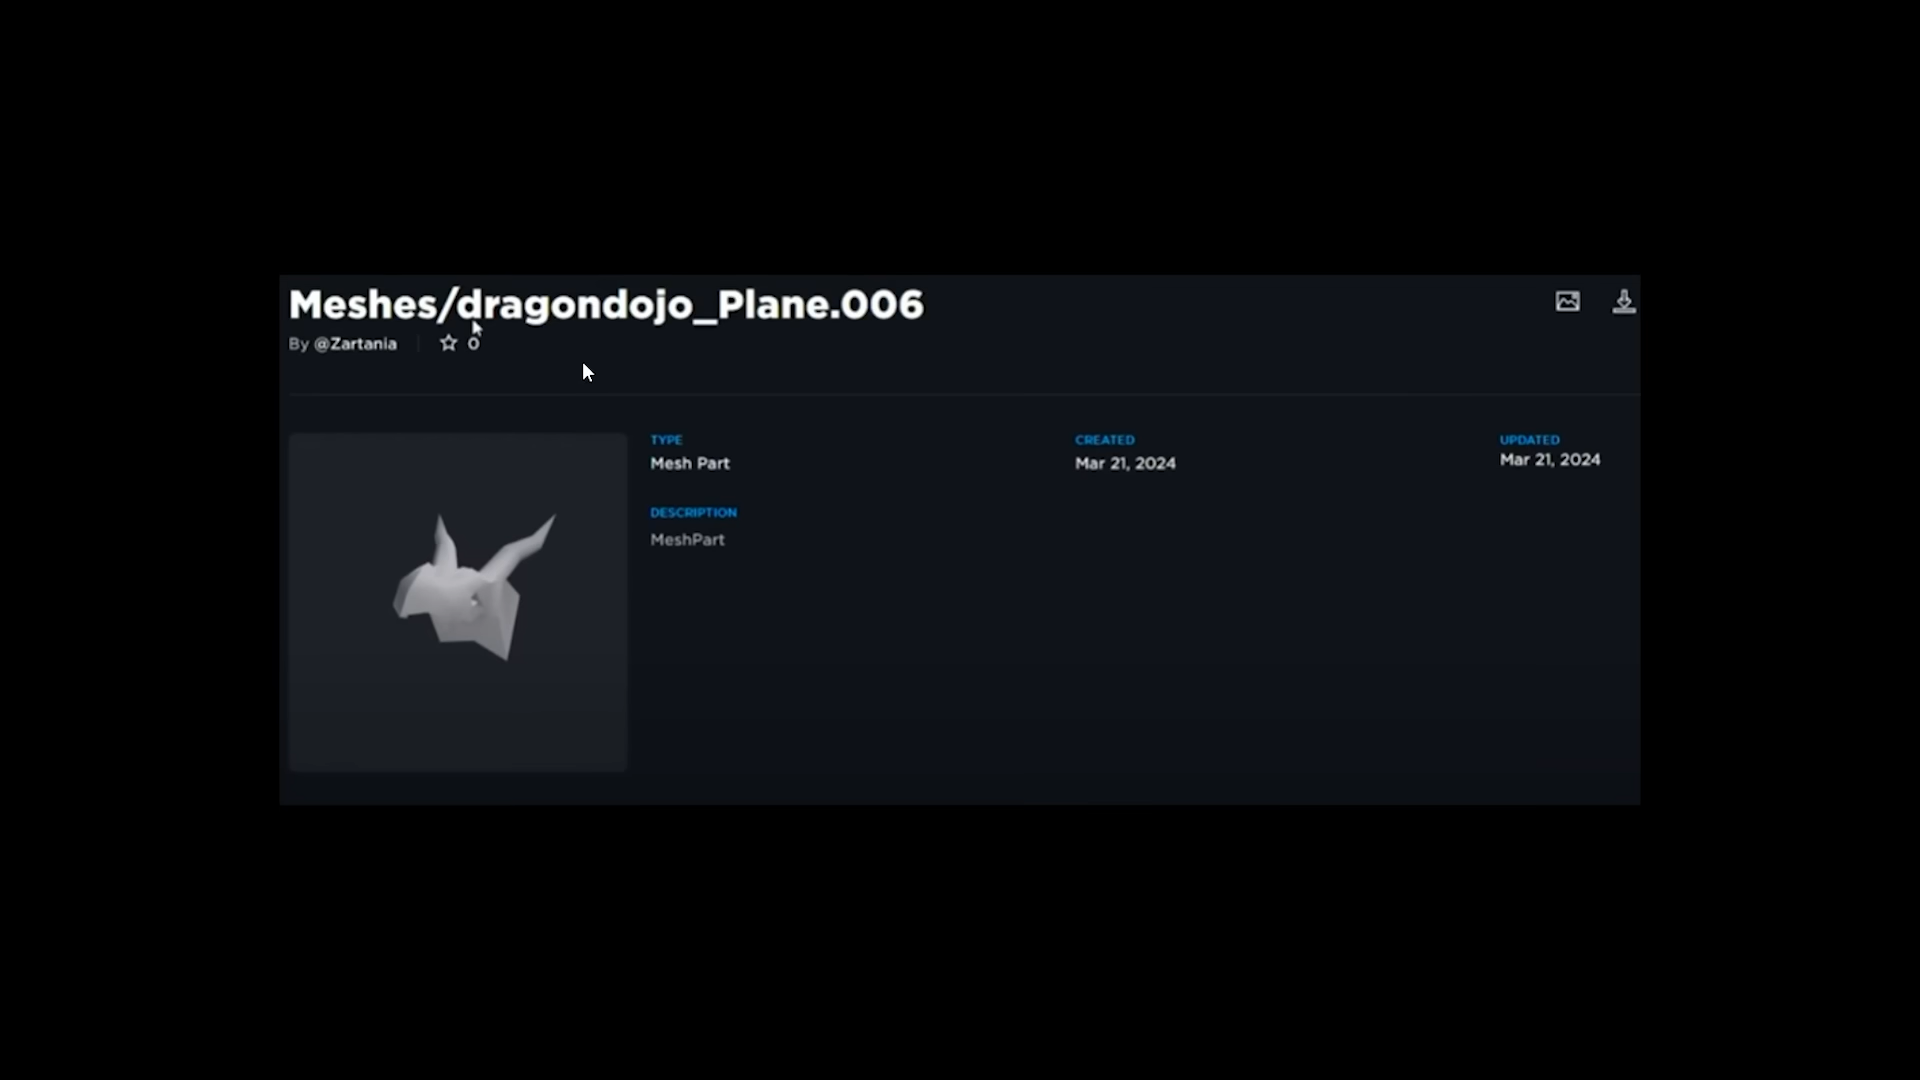 Meshes/dragondojo_Plane.006
By @Zartania 0
TYPE
Mesh Part
CREATED
Mar 21, 2024
UPDATED
Mar 21, 2024
DESCRIPTION
MeshPart